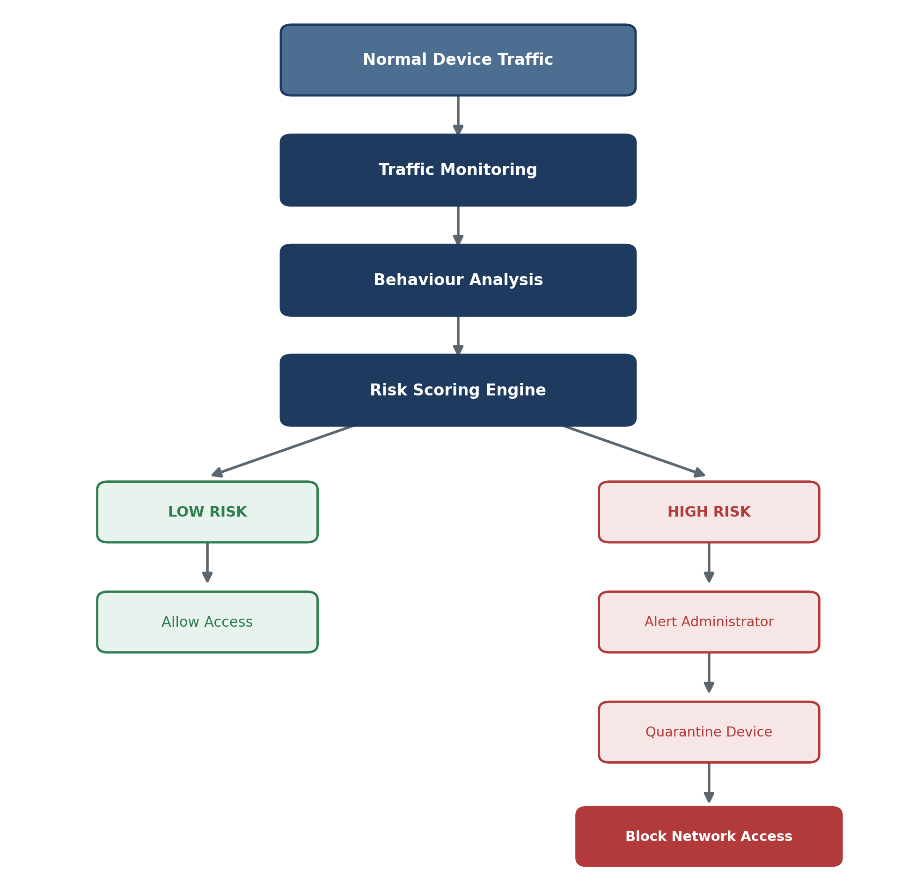 Normal Device Traffic
Traffic Monitoring
Behaviour Analysis
Risk Scoring Engine
LOW RISK
HIGH RISK
Allow Access
Alert Administrator
Quarantine Device
Block Network Access